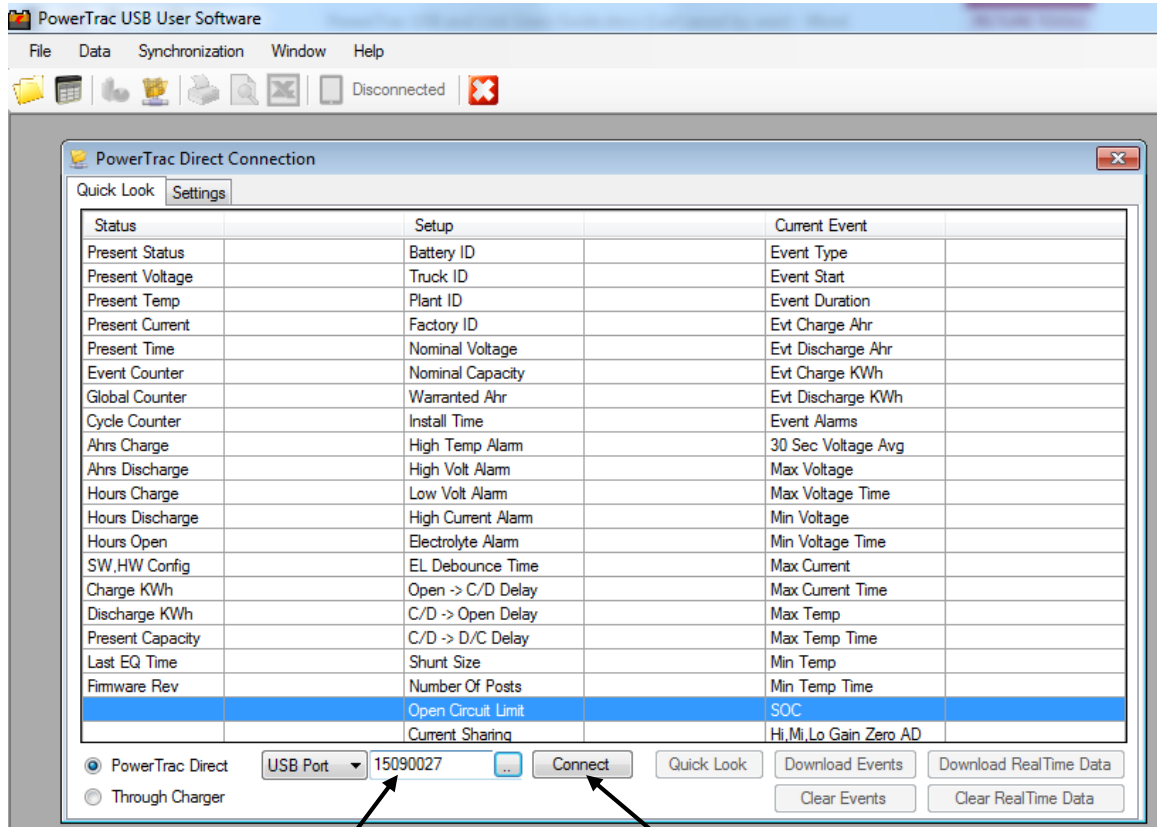 PowerTrac USB User Software
File Data Synchronization Window Help
Disconnected
PowerTrac Direct Connection
Quick Look Settings
Status Setup Current Event
Present Status Battery ID Event Type
Present Voltage Truck ID Event Start
Present Temp Plant ID Event Duration
Present Current Factory ID Evt Charge Ahr
Present Time Nominal Voltage Evt Discharge Ahr
Event Counter Nominal Capacity Evt Charge KWh
Global Counter Warranted Ahr Evt Discharge KWh
Cycle Counter Install Time Event Alarms
Ahrs Charge High Temp Alarm 30 Sec Voltage Avg
Ahrs Discharge High Volt Alarm Max Voltage
Hours Charge Low Volt Alarm Max Voltage Time
Hours Discharge High Current Alarm Min Voltage
Hours Open Electrolyte Alarm Min Voltage Time
SW,HW Config EL Debounce Time Max Current
Charge KWh Open -> C/D Delay Max Current Time
Discharge KWh C/D -> Open Delay Max Temp
Present Capacity C/D -> D/C Delay Max Temp Time
Last EQ Time Shunt Size Min Temp
Firmware Rev Number Of Posts Min Temp Time
Open Circuit Limit SOC
Current Sharing Hi,Mi,Lo Gain Zero AD
PowerTrac Direct USB Port 15090027 .. Connect Quick Look Download Events Download RealTime Data
Through Charger Clear Events Clear RealTime Data